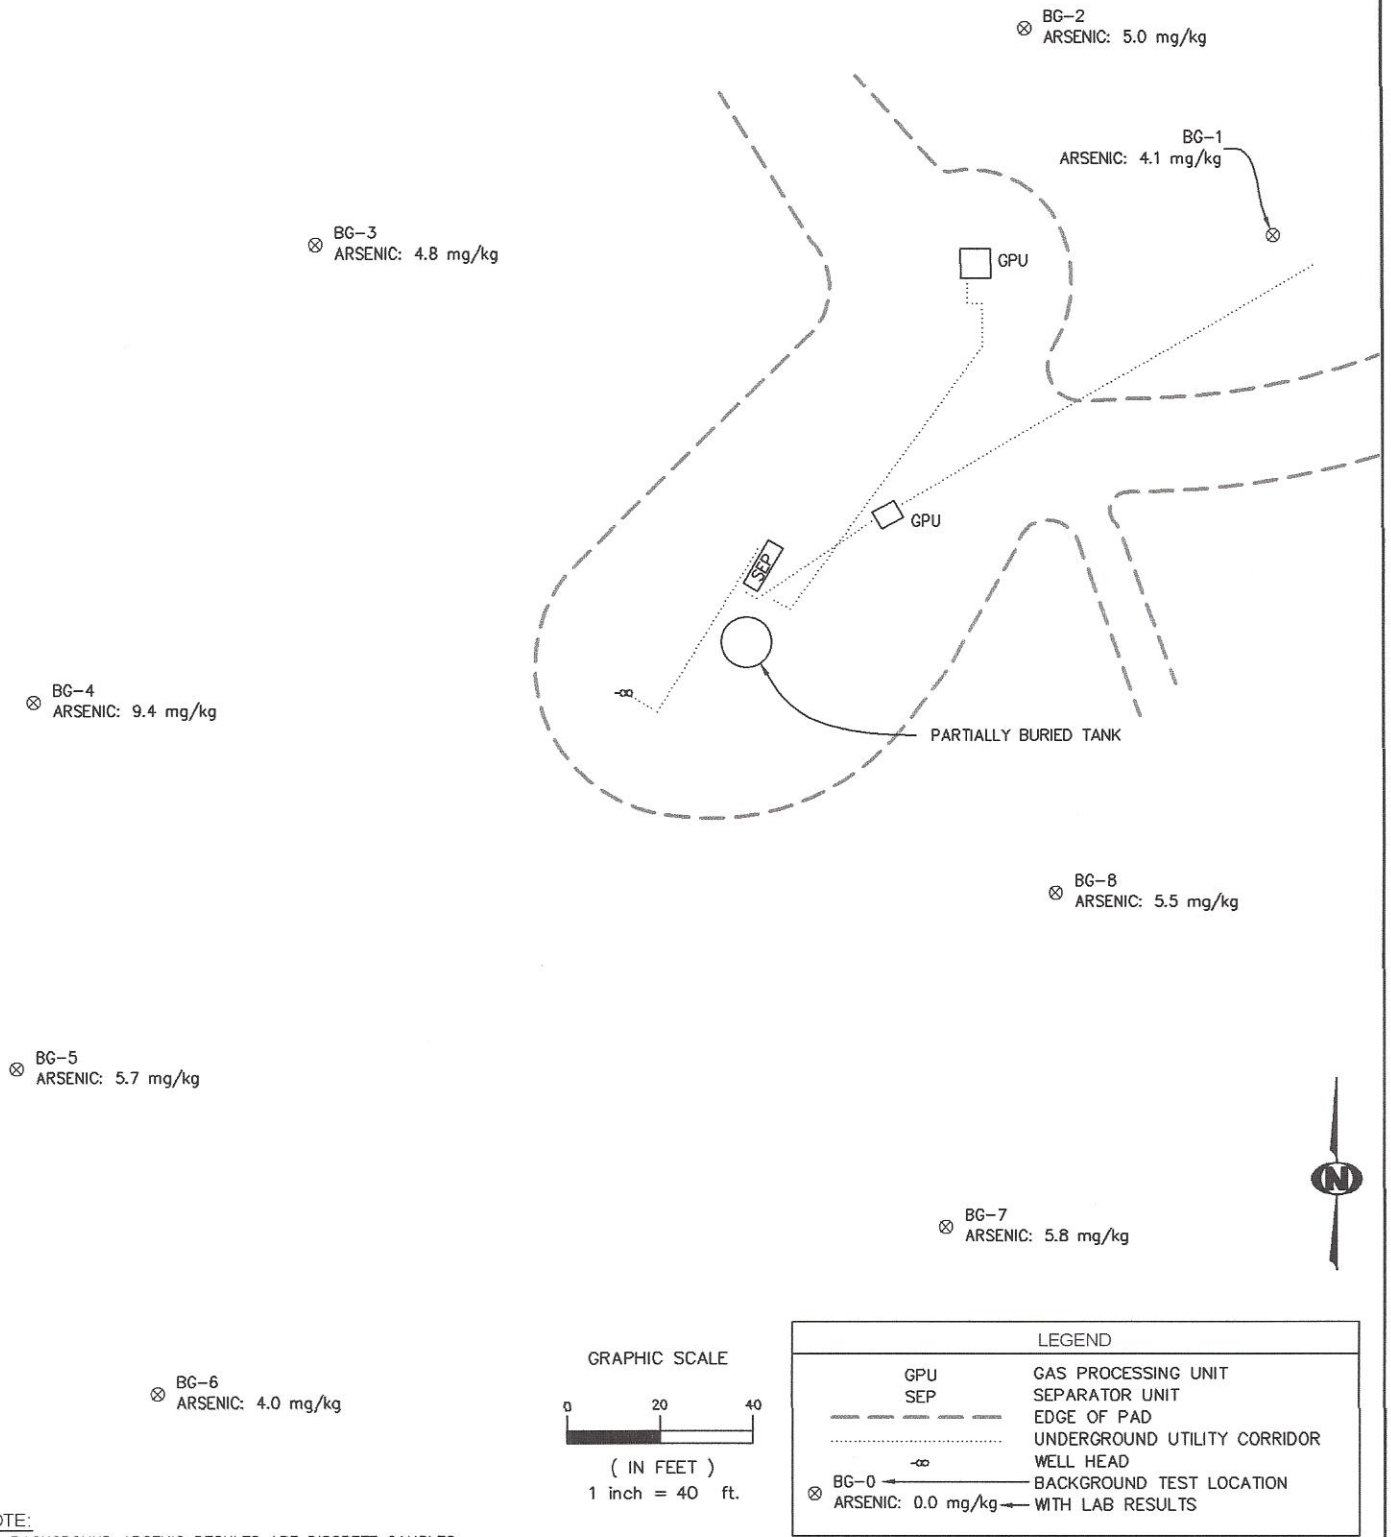 BG-2
ARSENIC: 5.0 mg/kg
BG-1
ARSENIC: 4.1 mg/kg
BG-3
ARSENIC: 4.8 mg/kg
GPU
GPU
SEP
BG-4
ARSENIC: 9.4 mg/kg
PARTIALLY BURIED TANK
BG-8
ARSENIC: 5.5 mg/kg
BG-5
ARSENIC: 5.7 mg/kg
N
BG-7
ARSENIC: 5.8 mg/kg
BG-6
ARSENIC: 4.0 mg/kg
GRAPHIC SCALE
0 20 40
( IN FEET )
1 inch = 40 ft.
LEGEND
GPU GAS PROCESSING UNIT
SEP SEPARATOR UNIT
EDGE OF PAD
UNDERGROUND UTILITY CORRIDOR
WELL HEAD
BG-0 BACKGROUND TEST LOCATION
ARSENIC: 0.0 mg/kg WITH LAB RESULTS
OTE: